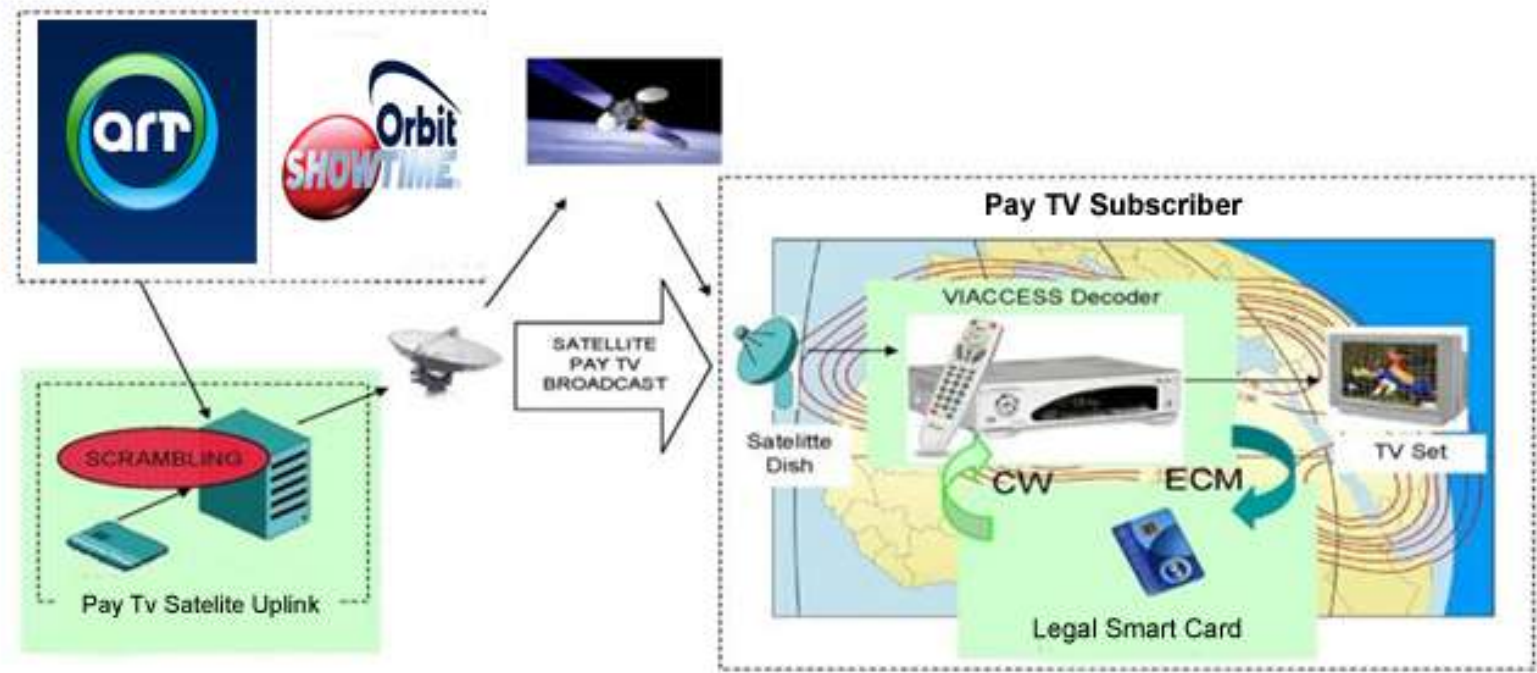 art
Orbit
SHOWTIME
Pay TV Subscriber
VIACCESS Decoder
SATELLITE
PAY TV
BROADCAST
SCRAMBLING
Satelitte
Dish
TV Set
CW
ECM
Pay Tv Satelite Uplink
Legal Smart Card